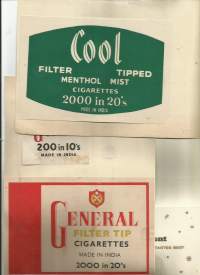 Cool
FILTER TIPPED
MENTHOL MIST
CIGARETTES
2000 in 20's
MADE IN INDIA
G
200 in 10's
MADE IN INDIA
GENERAL
FILTER TIP
CIGARETTES
MADE IN INDIA
2000 in 20's